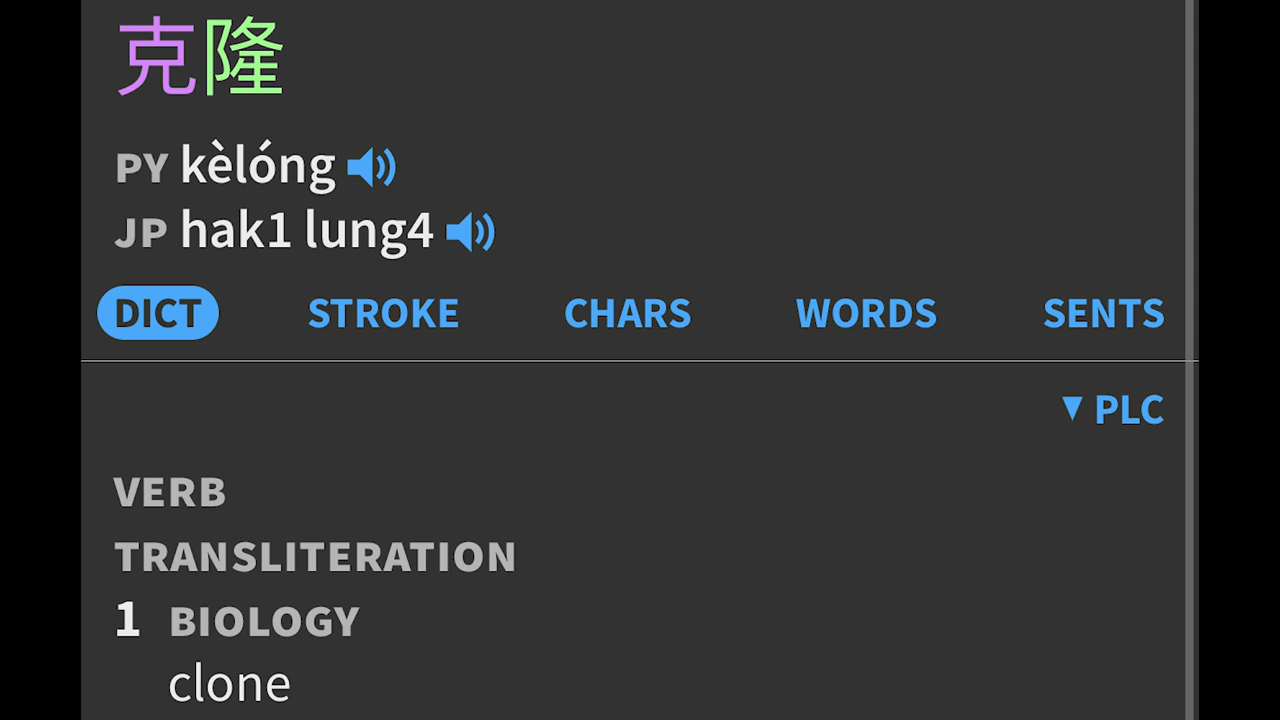 克隆
PY kèlóng
JP hak1 lung4
DICT STROKE CHARS WORDS SENTS
▼ PLC
VERB
TRANSLITERATION
1 BIOLOGY
clone